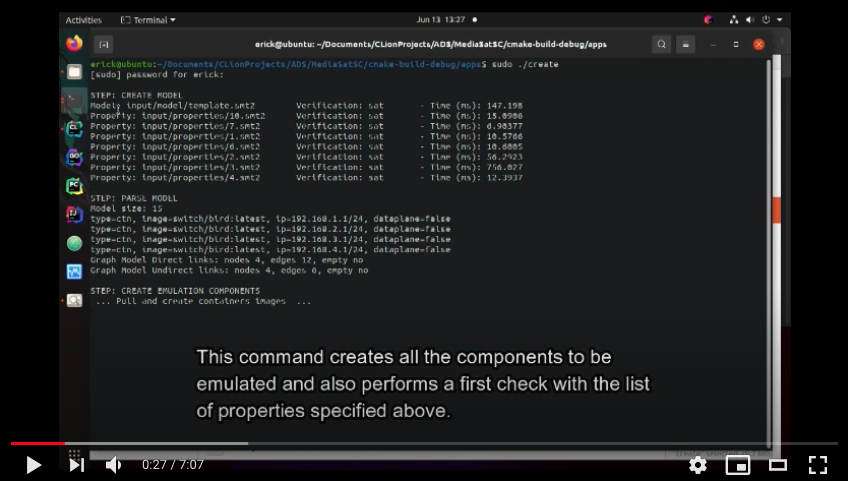 Activities Terminal Jun 13 13:27
erick@ubuntu: ~/Documents/CLionProjects/ADS/MediaSatSC/cmake-build-debug/apps
erick@ubuntu:~/Documents/CLionProjects/ADS/MediaSatSC/cmake-build-debug/apps$ sudo ./create
[sudo] password for erick:
STEP: CREATE MODEL
Model: input/model/template.smt2 Verification: sat - Time (ms): 147.198
Property: input/properties/10.smt2 Verification: sat - Time (ms):
Property: input/properties/7.smt2 Verification: sat - Time (ms):
Property: input/properties/1.smt2 Verification: sat - Time (ms): 10.5766
Property: input/properties/6.smt2 Verification: sat - Time (ms):
Property: input/properties/2.smt2 Verification: sat - Time (ms): 56.2923
Property: input/properties/3.smt2 Verification: sat - Time (ms): 756.827
Property: input/properties/4.smt2 Verification: sat - Time (ms): 12.3937
STEP: PARSE MODEL
Model size: 15
type=ctn, image=switch/bird:latest, ip=192.168.1.1/24, dataplane=false
type=ctn, image=switch/bird:latest, ip=192.168.2.1/24, dataplane=false
type=ctn, image=switch/bird:latest, ip=192.168.3.1/24, dataplane=false
type=ctn, image=switch/bird:latest, ip=192.168.4.1/24, dataplane=false
Graph Model Direct links: nodes 4, edges 12, empty no
Graph Model Undirect links: nodes 4, edges 6, empty no
STEP: CREATE EMULATION COMPONENTS
... Pull and create containers images ...
This command creates all the components to be
emulated and also performs a first check with the list
of properties specified above.
0:27 / 7:07